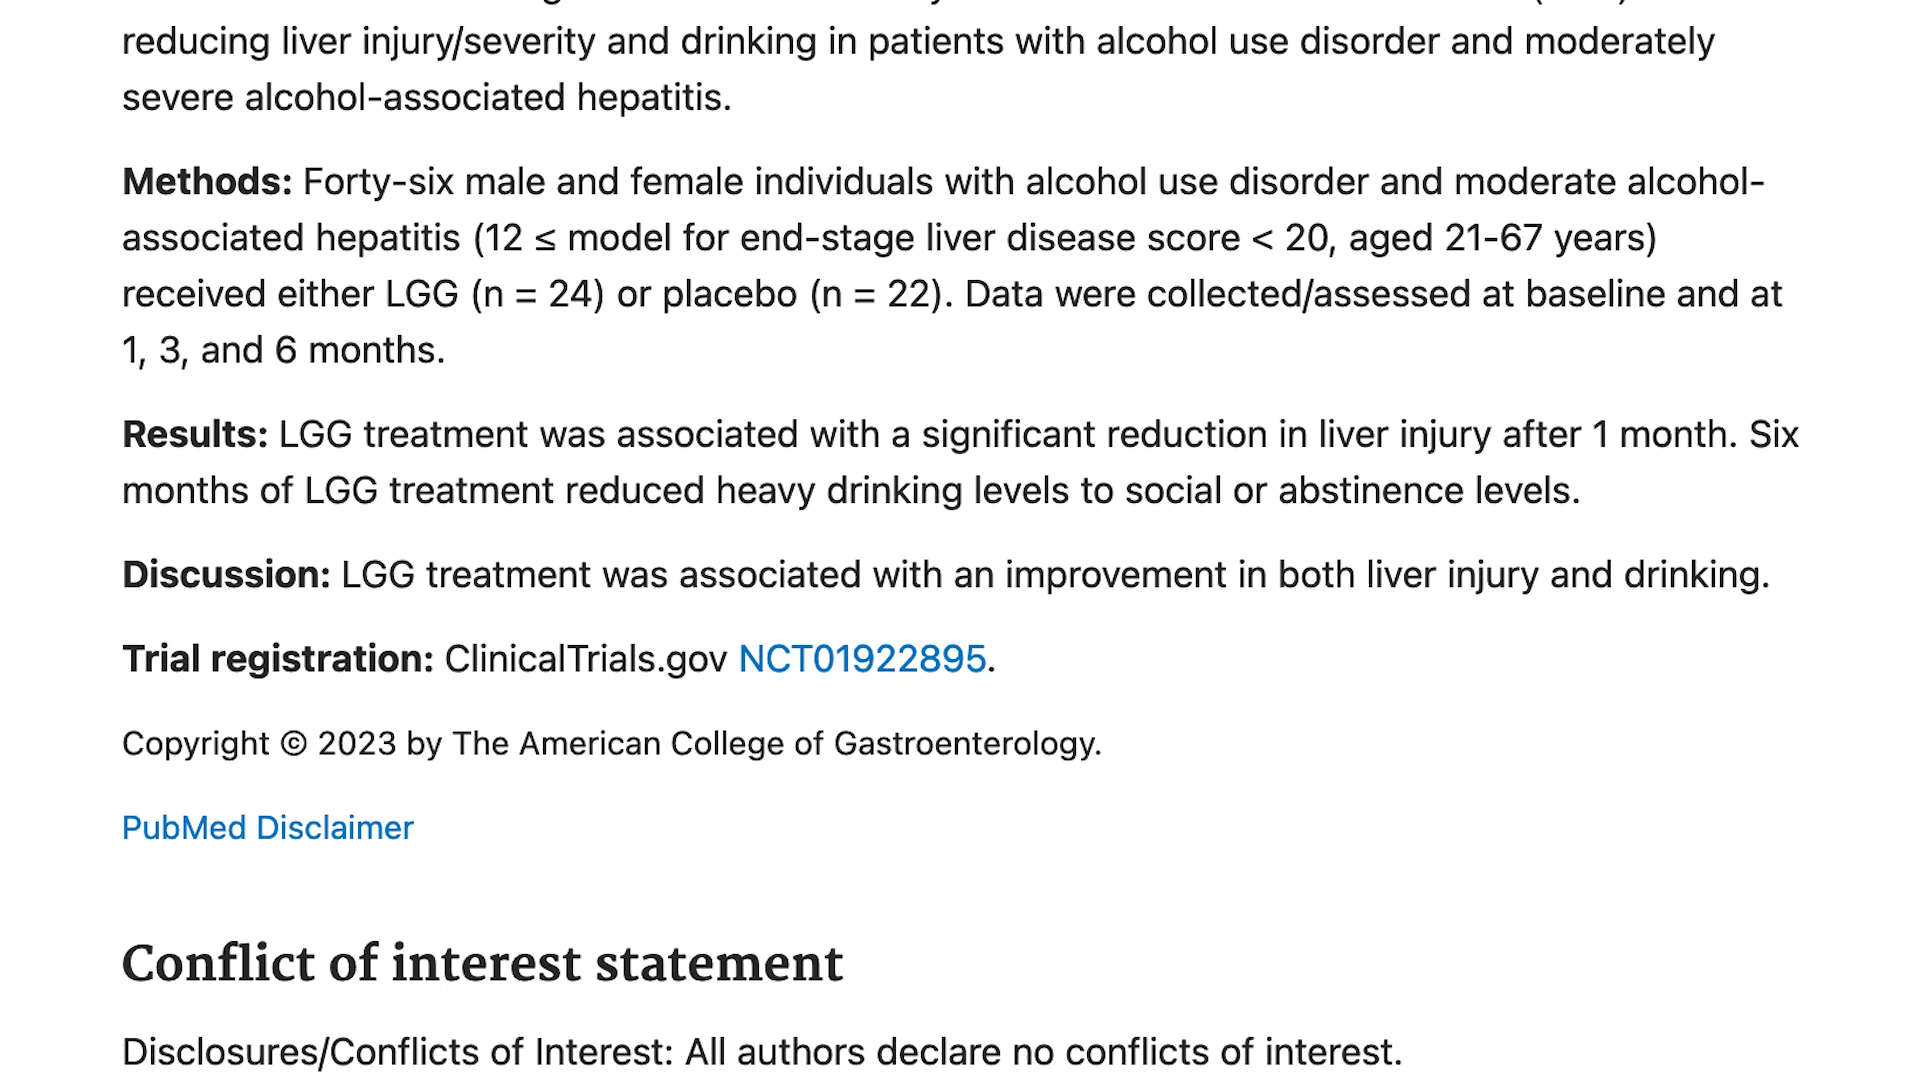 reducing liver injury/severity and drinking in patients with alcohol use disorder and moderately
severe alcohol-associated hepatitis.
Methods: Forty-six male and female individuals with alcohol use disorder and moderate alcohol-
associated hepatitis (12 ≤ model for end-stage liver disease score < 20, aged 21-67 years)
received either LGG (n = 24) or placebo (n = 22). Data were collected/assessed at baseline and at
1, 3, and 6 months.
Results: LGG treatment was associated with a significant reduction in liver injury after 1 month. Six
months of LGG treatment reduced heavy drinking levels to social or abstinence levels.
Discussion: LGG treatment was associated with an improvement in both liver injury and drinking.
Trial registration: ClinicalTrials.gov NCT01922895.
Copyright © 2023 by The American College of Gastroenterology.
PubMed Disclaimer
Conflict of interest statement
Disclosures/Conflicts of Interest: All authors declare no conflicts of interest.